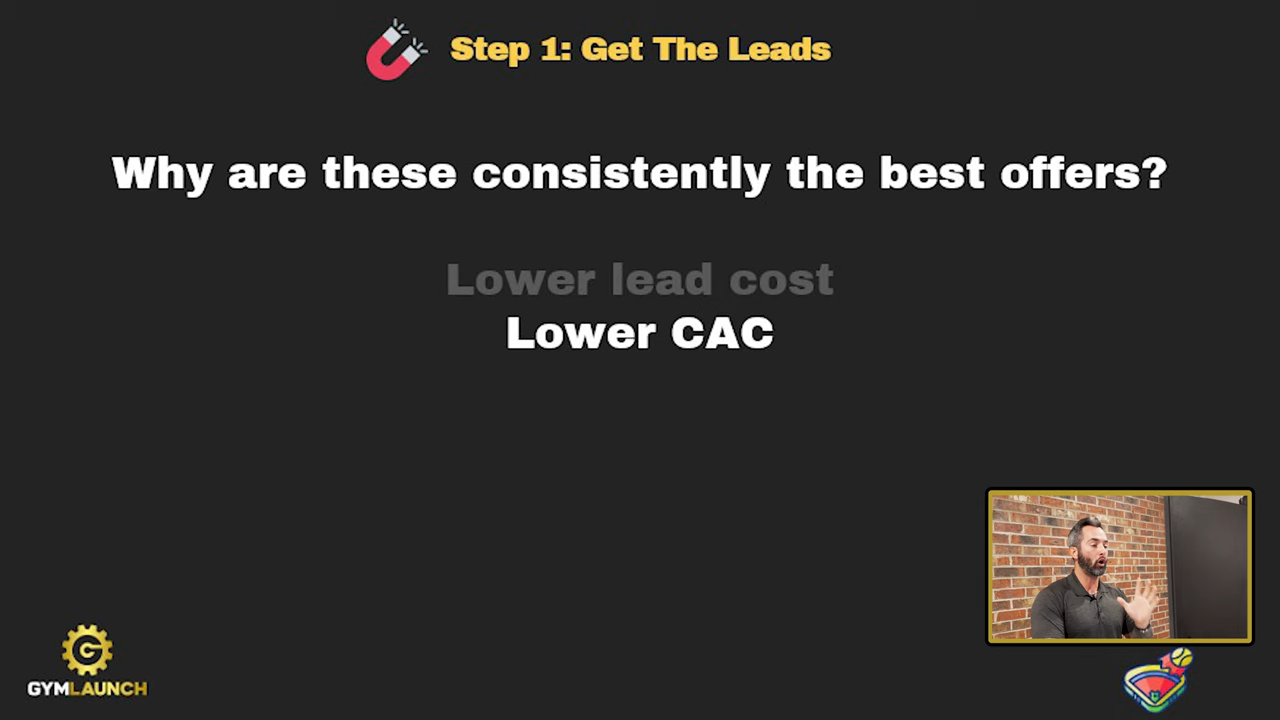 Step 1: Get The Leads
Why are these consistently the best offers?
Lower lead cost
Lower CAC
G
GYMLAUNCH